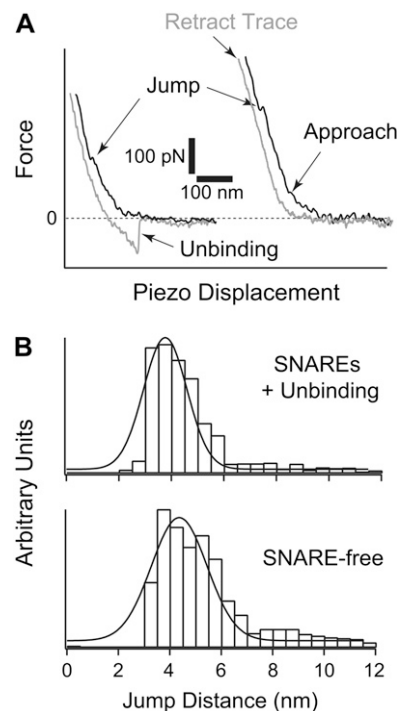 A
Retract Trace
Jump
Approach
Force
100 pN
100 nm
0
Unbinding
Piezo Displacement
B
SNAREs
+ Unbinding
Arbitrary Units
SNARE-free
0 2 4 6 8 10 12
Jump Distance (nm)